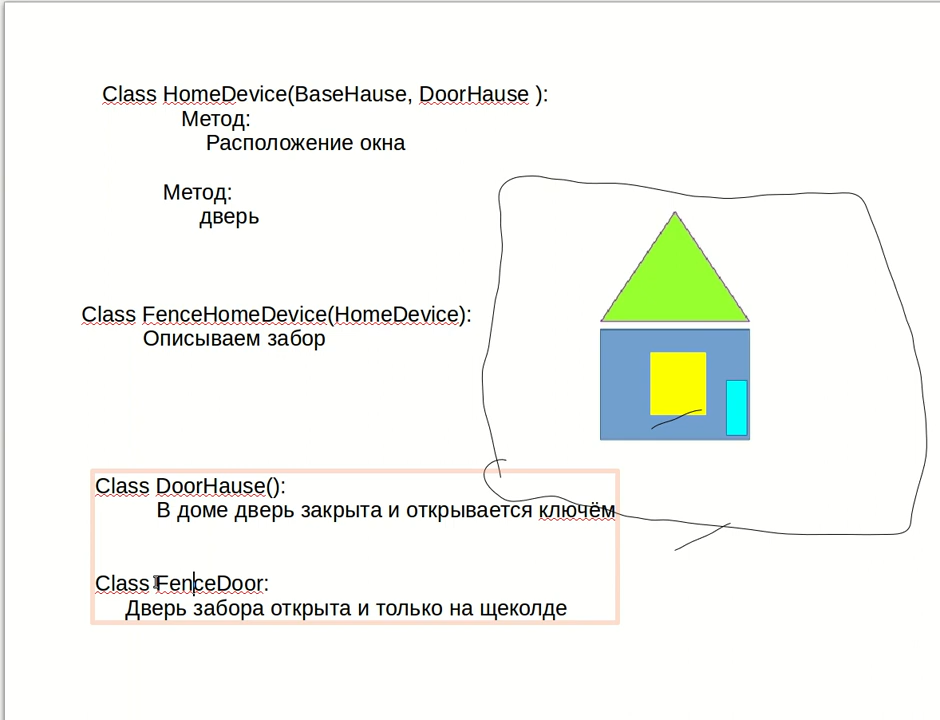 Class HomeDevice(BaseHause, DoorHause ):
Метод:
Расположение окна
Метод:
дверь
Class FenceHomeDevice(HomeDevice):
Описываем забор
Class DoorHause():
В доме дверь закрыта и открывается ключём
Class FenceDoor:
Дверь забора открыта и только на щеколде